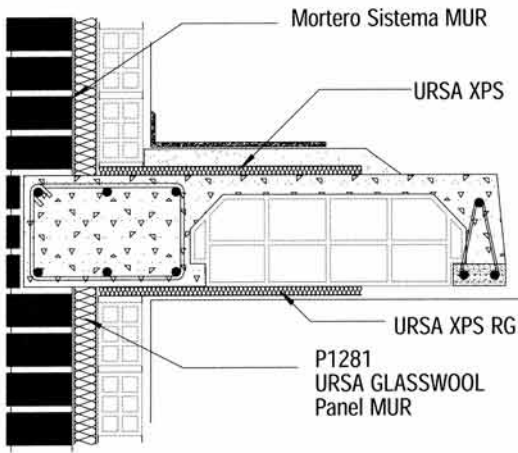 Mortero Sistema MUR
URSA XPS
URSA XPS RG
P1281
URSA GLASSWOOL
Panel MUR